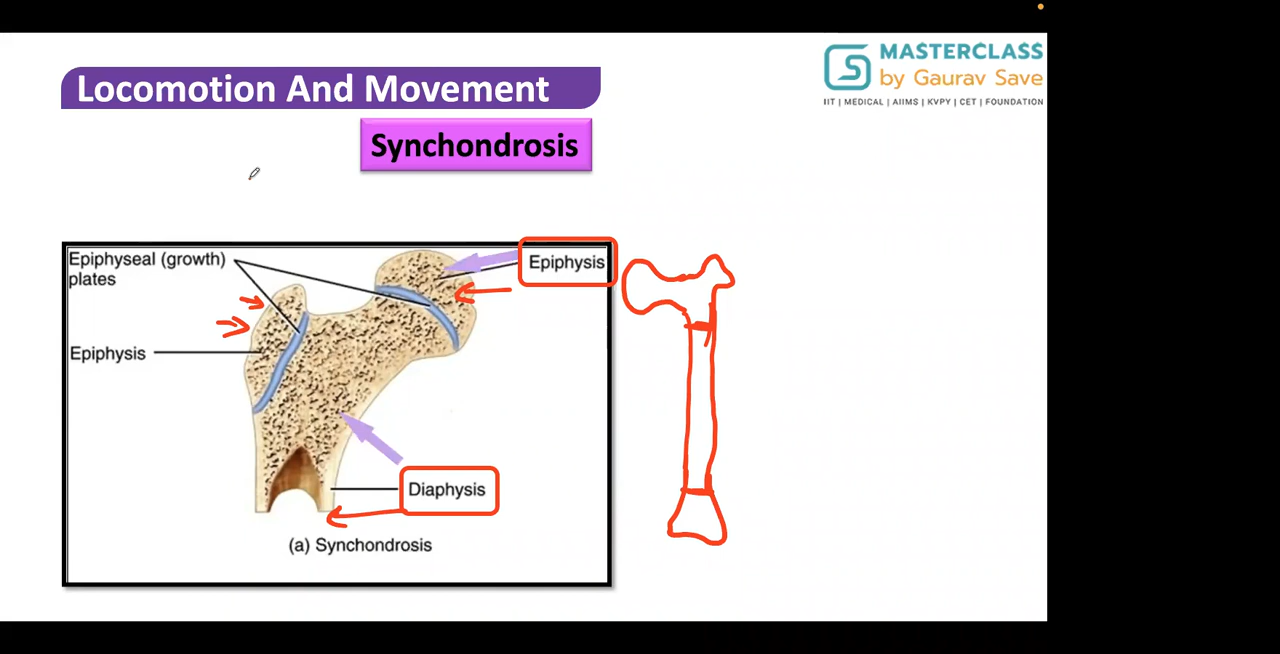 MASTERCLASS
by Gaurav Save
IIT | MEDICAL | AIIMS | KVPY | CET | FOUNDATION
Locomotion And Movement
Synchondrosis
Epiphyseal (growth)
plates
Epiphysis
Epiphysis
Diaphysis
(a) Synchondrosis